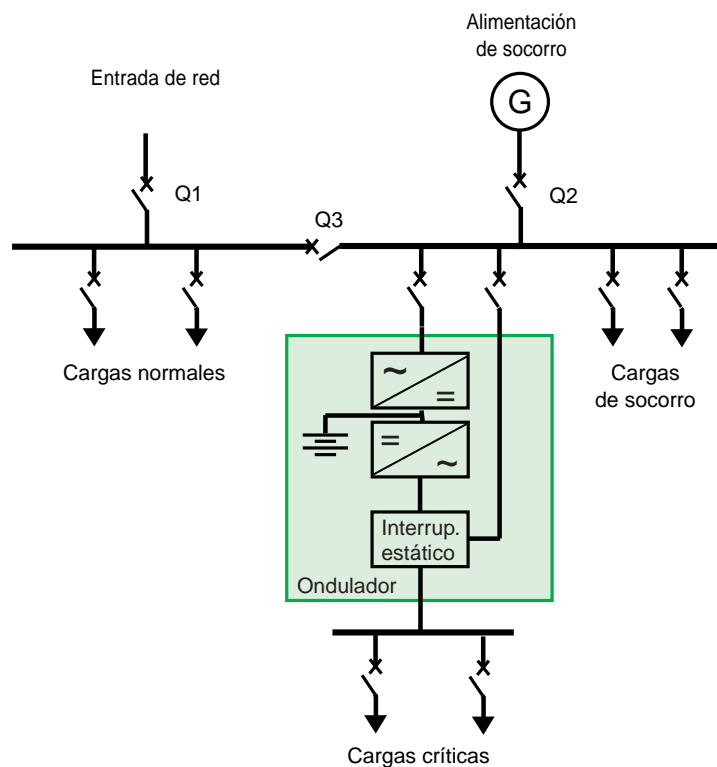 Alimentación
de socorro
Entrada de red
G
Q1
Q2
Q3
Cargas normales
Cargas
de socorro
~
=
=
~
Interrup.
estático
Ondulador
Cargas críticas